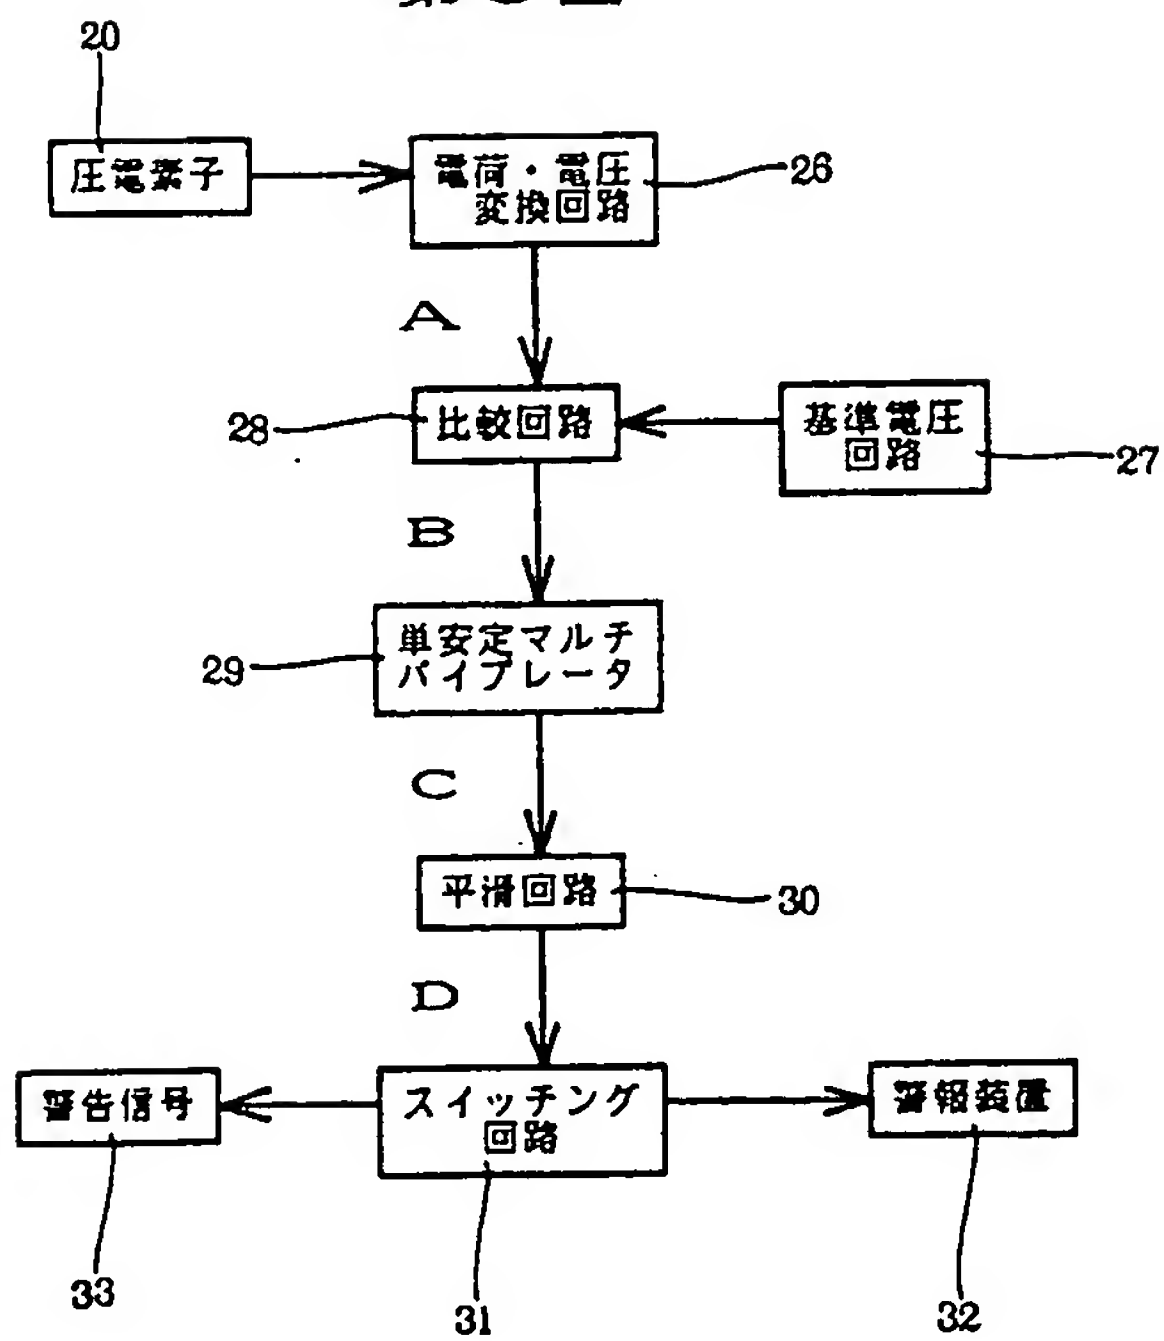 20
圧電素子
電荷・電圧
変換回路
26
A
28
比較回路
基準電圧
回路
27
B
29
単安定マルチ
バイブレータ
C
平滑回路
30
D
警告信号
スイッチング
回路
警報装置
33
31
32